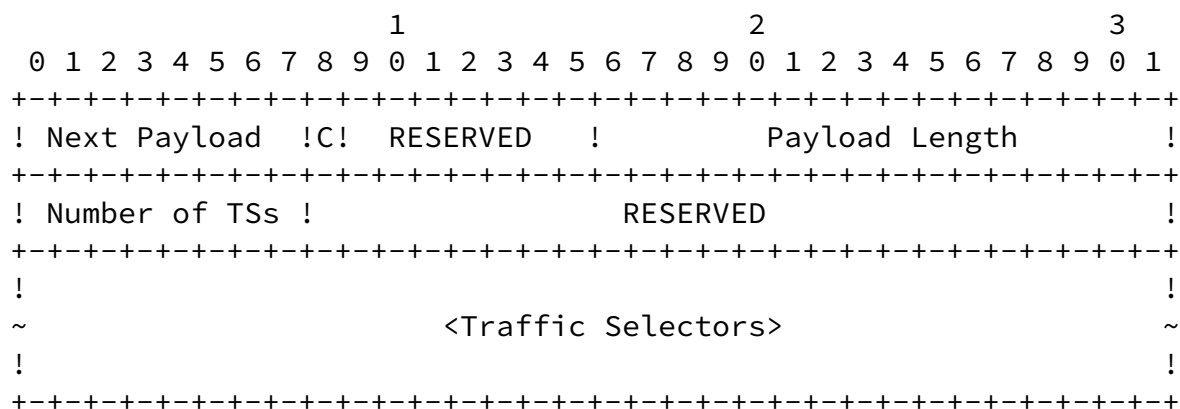 1                   2                   3
 0 1 2 3 4 5 6 7 8 9 0 1 2 3 4 5 6 7 8 9 0 1 2 3 4 5 6 7 8 9 0 1
+-+-+-+-+-+-+-+-+-+-+-+-+-+-+-+-+-+-+-+-+-+-+-+-+-+-+-+-+-+-+-+-+
! Next Payload  !C!  RESERVED   !         Payload Length        !
+-+-+-+-+-+-+-+-+-+-+-+-+-+-+-+-+-+-+-+-+-+-+-+-+-+-+-+-+-+-+-+-+
! Number of TSs !                 RESERVED                      !
+-+-+-+-+-+-+-+-+-+-+-+-+-+-+-+-+-+-+-+-+-+-+-+-+-+-+-+-+-+-+-+-+
!                                                               !
~                       <Traffic Selectors>                     ~
!                                                               !
+-+-+-+-+-+-+-+-+-+-+-+-+-+-+-+-+-+-+-+-+-+-+-+-+-+-+-+-+-+-+-+-+